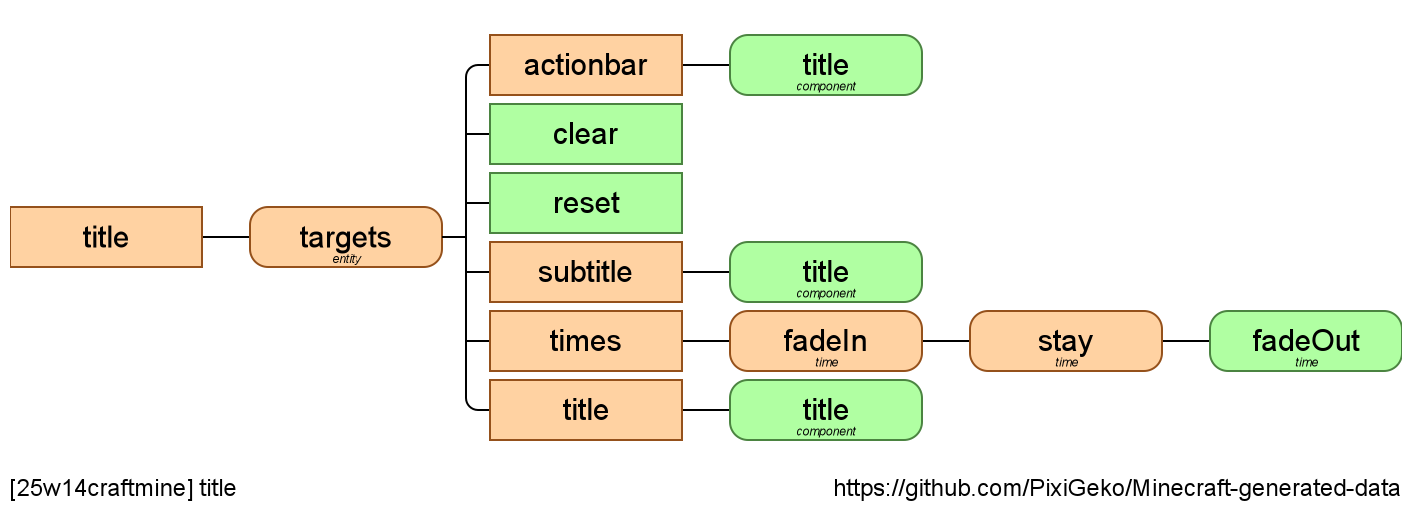 actionbar
title
component
clear
reset
title
targets
entity
subtitle
title
component
times
fadeIn
time
stay
time
fadeOut
time
title
title
component
[25w14craftmine] title
https://github.com/PixiGeko/Minecraft-generated-data